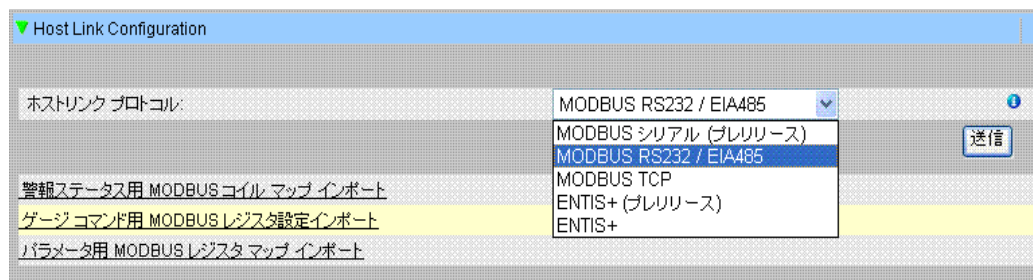 Host Link Configuration
ホストリンク プロトコル:
MODBUS RS232 / EIA485
MODBUS シリアル (プレリリース)
MODBUS RS232 / EIA485
MODBUS TCP
ENTIS+ (プレリリース)
ENTIS+
送信
警報ステータス用 MODBUS コイル マップ インポート
ゲージ コマンド用 MODBUS レジスタ設定インポート
パラメータ用 MODBUS レジスタ マップ インポート